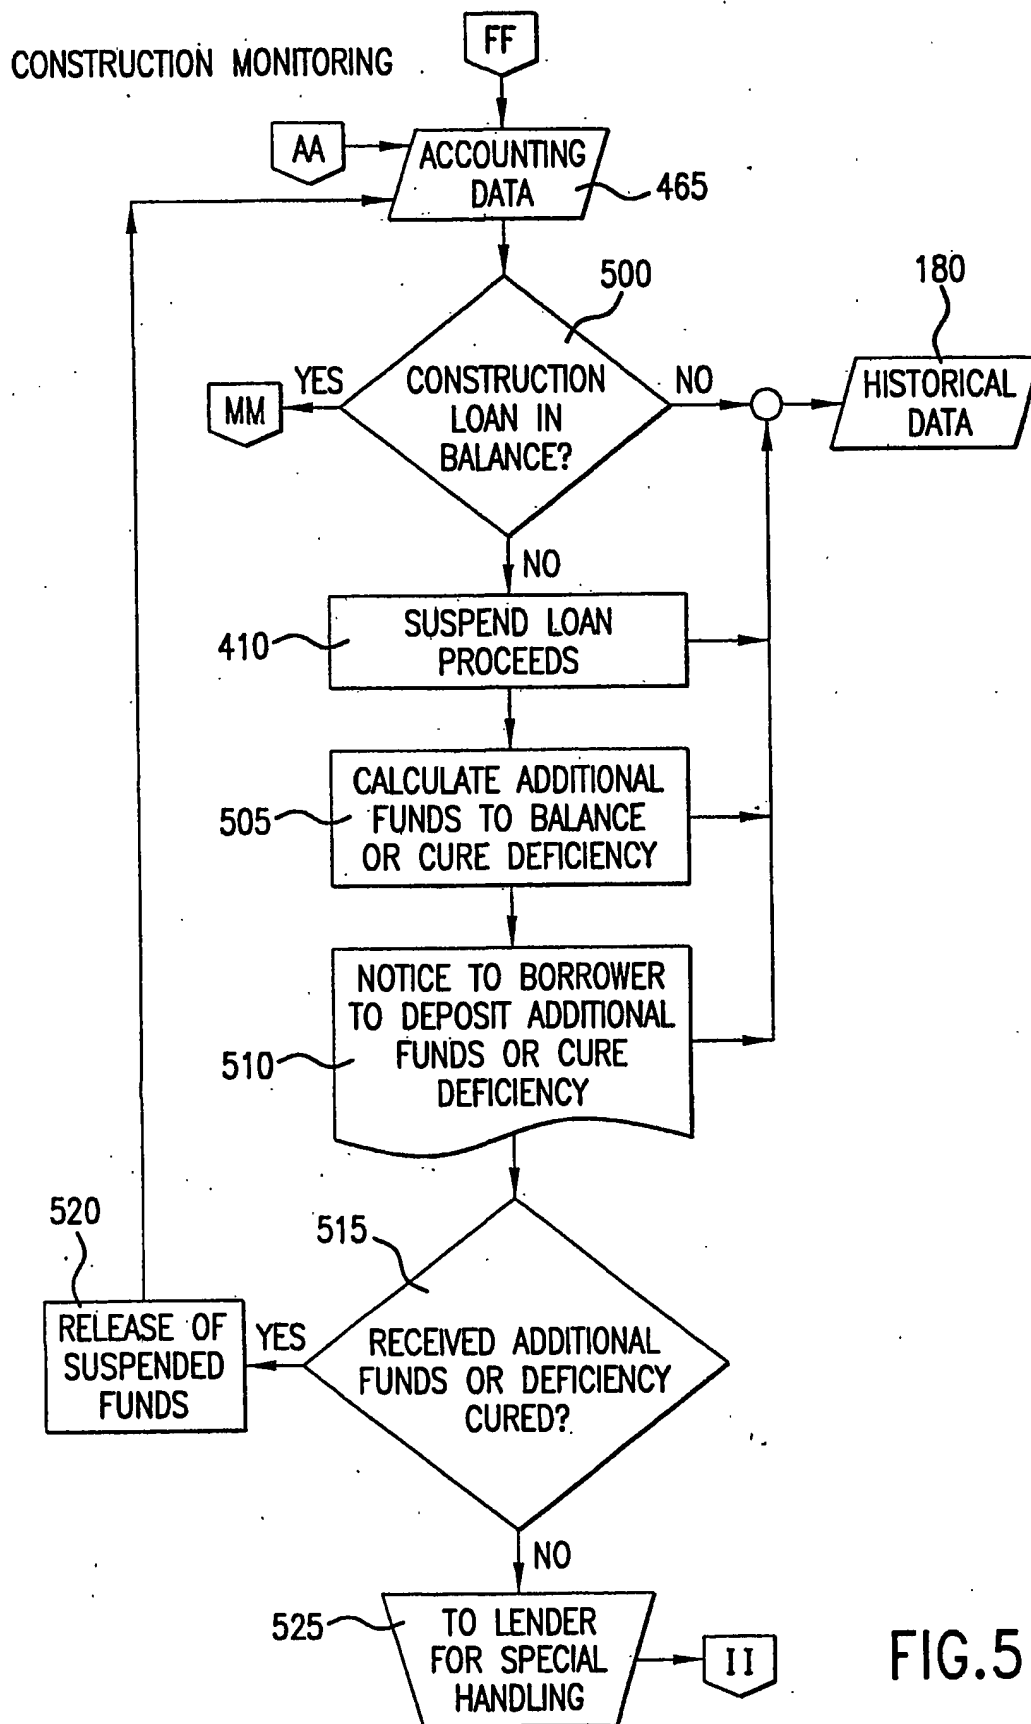 FF
CONSTRUCTION MONITORING
AA
ACCOUNTING
DATA
465
500
180
YES
MM
CONSTRUCTION
LOAN IN
BALANCE?
NO
HISTORICAL
DATA
NO
410
SUSPEND LOAN
PROCEEDS
505
CALCULATE ADDITIONAL
FUNDS TO BALANCE
OR CURE DEFICIENCY
510
NOTICE TO BORROWER
TO DEPOSIT ADDITIONAL
FUNDS OR CURE
DEFICIENCY
520
515
RELEASE OF
SUSPENDED
FUNDS
YES
RECEIVED ADDITIONAL
FUNDS OR DEFICIENCY
CURED?
NO
525
TO LENDER
FOR SPECIAL
HANDLING
II
FIG.5